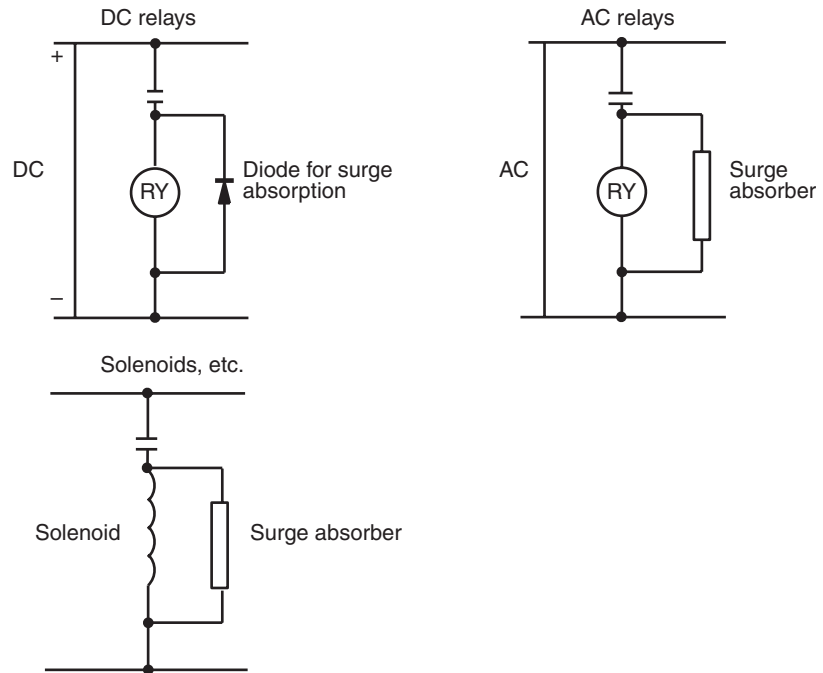 DC relays
+
DC
RY
Diode for surge
absorption
–
AC relays
AC
RY
Surge
absorber
Solenoids, etc.
Solenoid
Surge absorber